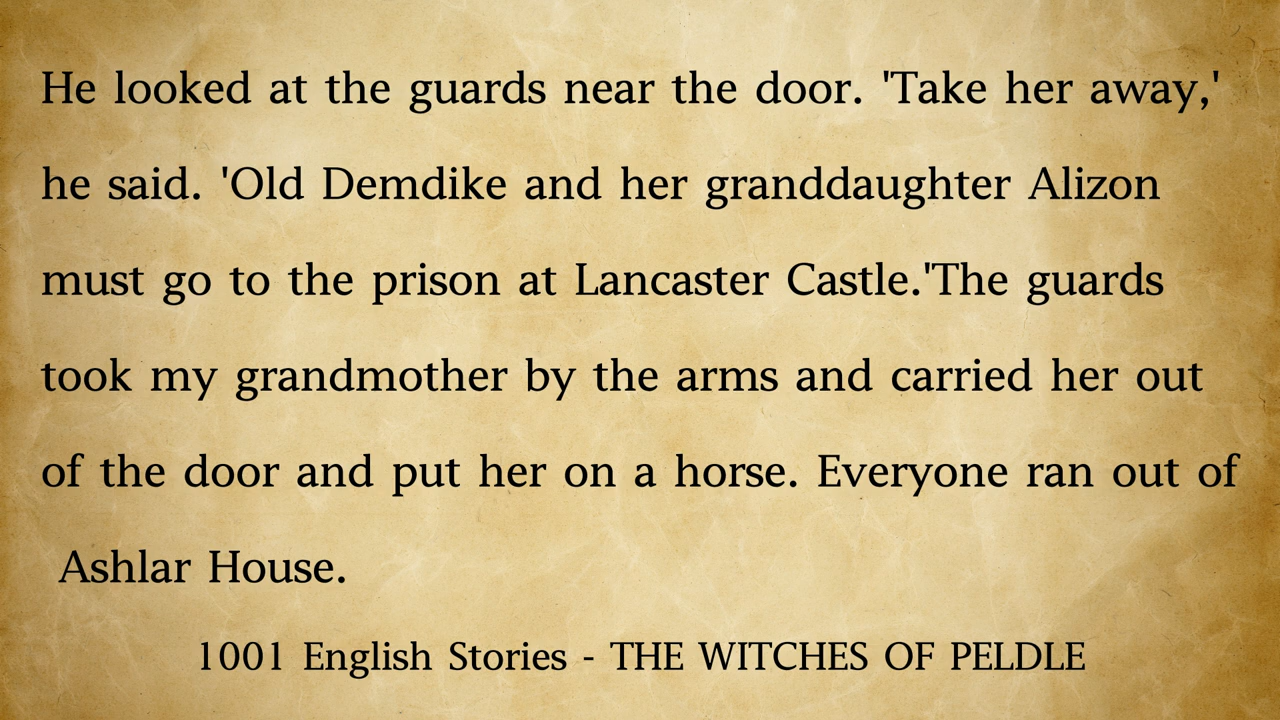 He looked at the guards near the door. 'Take her away,'
he said. 'Old Demdike and her granddaughter Alizon
must go to the prison at Lancaster Castle.'The guards
took my grandmother by the arms and carried her out
of the door and put her on a horse. Everyone ran out of
Ashlar House.
1001 English Stories - THE WITCHES OF PELDLE